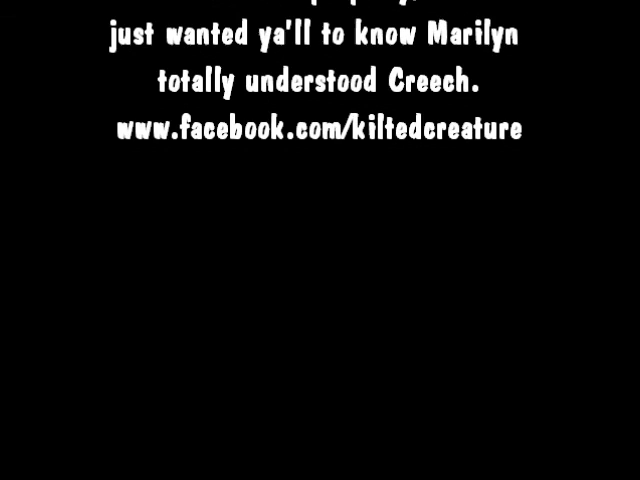 just wanted ya'll to know Marilyn
totally understood Creech.
www.facebook.com/kiltedcreature